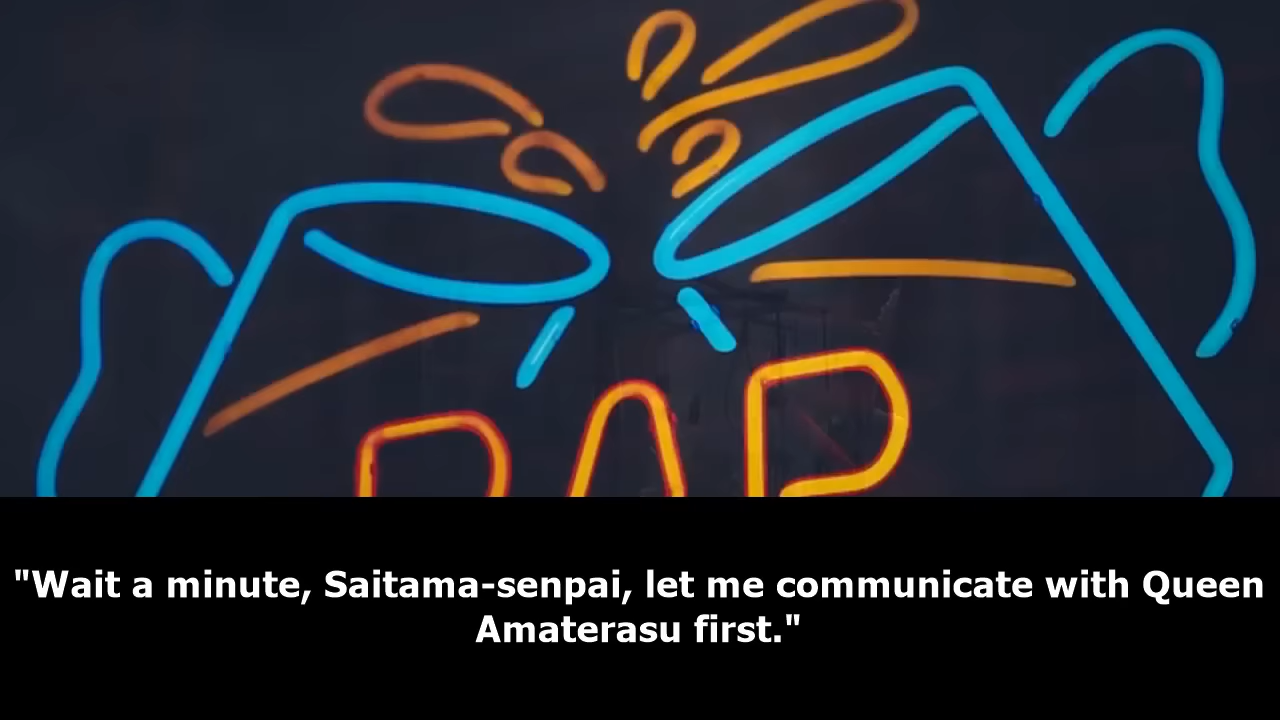 "Wait a minute, Saitama-senpai, let me communicate with Queen
Amaterasu first."